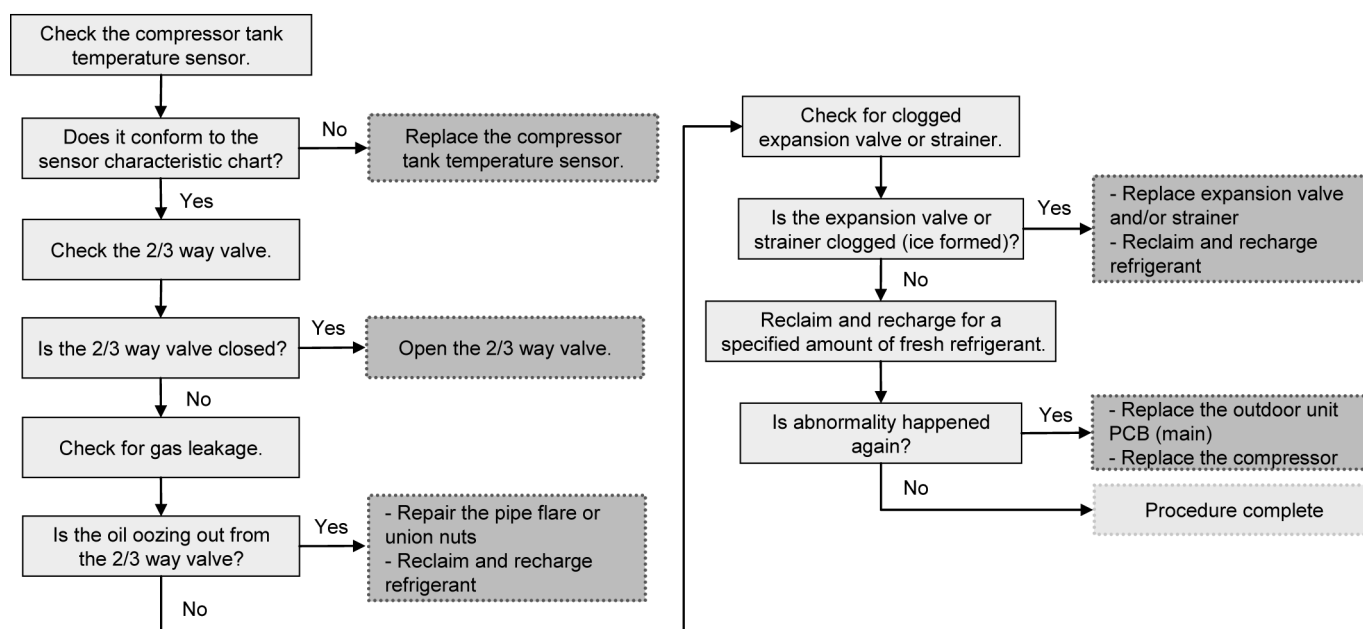 Check the compressor tank
temperature sensor.
Does it conform to the
sensor characteristic chart?
No
Replace the compressor
tank temperature sensor.
Yes
Check the 2/3 way valve.
Is the 2/3 way valve closed?
Yes
Open the 2/3 way valve.
No
Check for gas leakage.
Is the oil oozing out from
the 2/3 way valve?
Yes
- Repair the pipe flare or
union nuts
- Reclaim and recharge
refrigerant
No
Check for clogged
expansion valve or strainer.
Is the expansion valve or
strainer clogged (ice formed)?
Yes
- Replace expansion valve
and/or strainer
- Reclaim and recharge
refrigerant
No
Reclaim and recharge for a
specified amount of fresh refrigerant.
Is abnormality happened
again?
Yes
- Replace the outdoor unit
PCB (main)
- Replace the compressor
No
Procedure complete